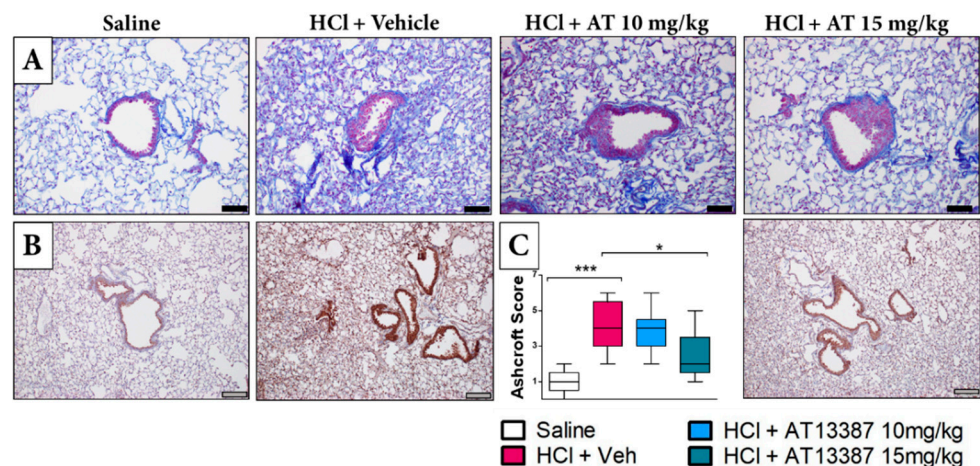 Saline
HCl + Vehicle
HCl + AT 10 mg/kg
HCl + AT 15 mg/kg
A
B
C
***
*
Ashcroft Score
7
5
3
1
Saline
HCl + Veh
HCl + AT13387 10mg/kg
HCl + AT13387 15mg/kg